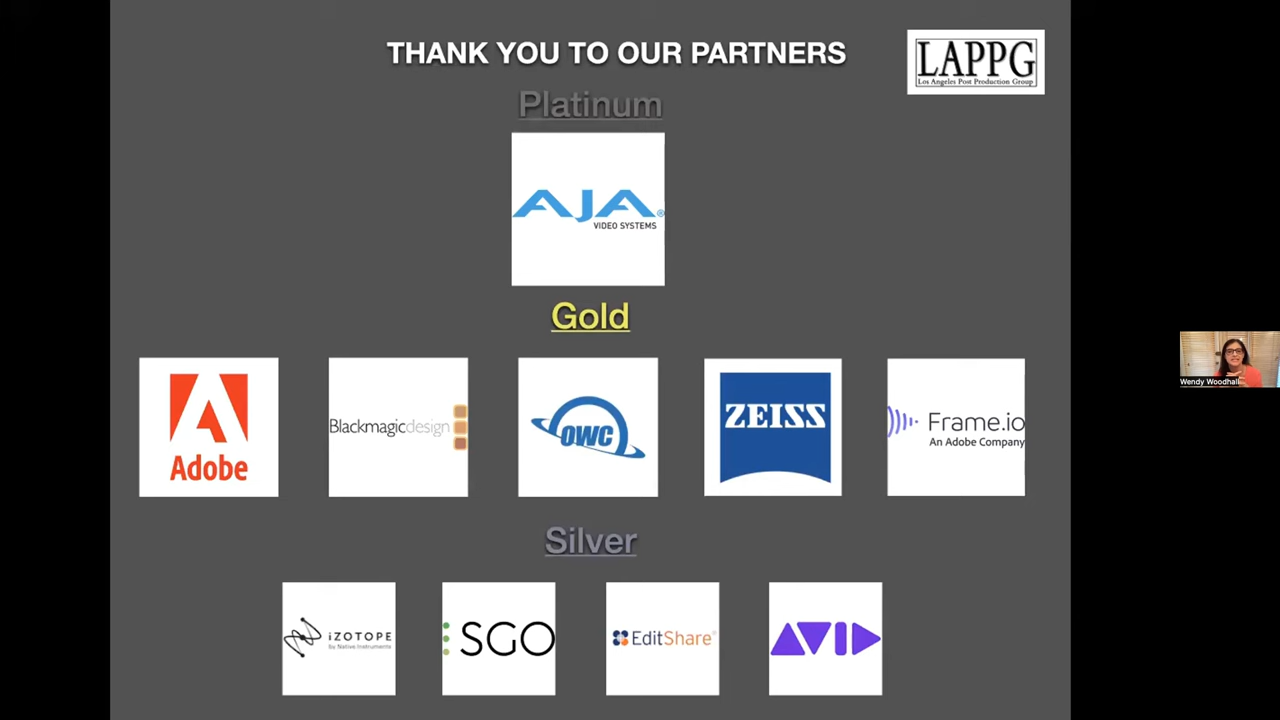 THANK YOU TO OUR PARTNERS
LAPPG
Los Angeles Post Production Group
Platinum
AJA®
VIDEO SYSTEMS
Gold
Adobe
Blackmagicdesign
OWC
ZEISS
Frame.io
An Adobe Company
Wendy Woodhall
Silver
iZOTOPE
by Native Instruments
SGO
EditShare®
AVID